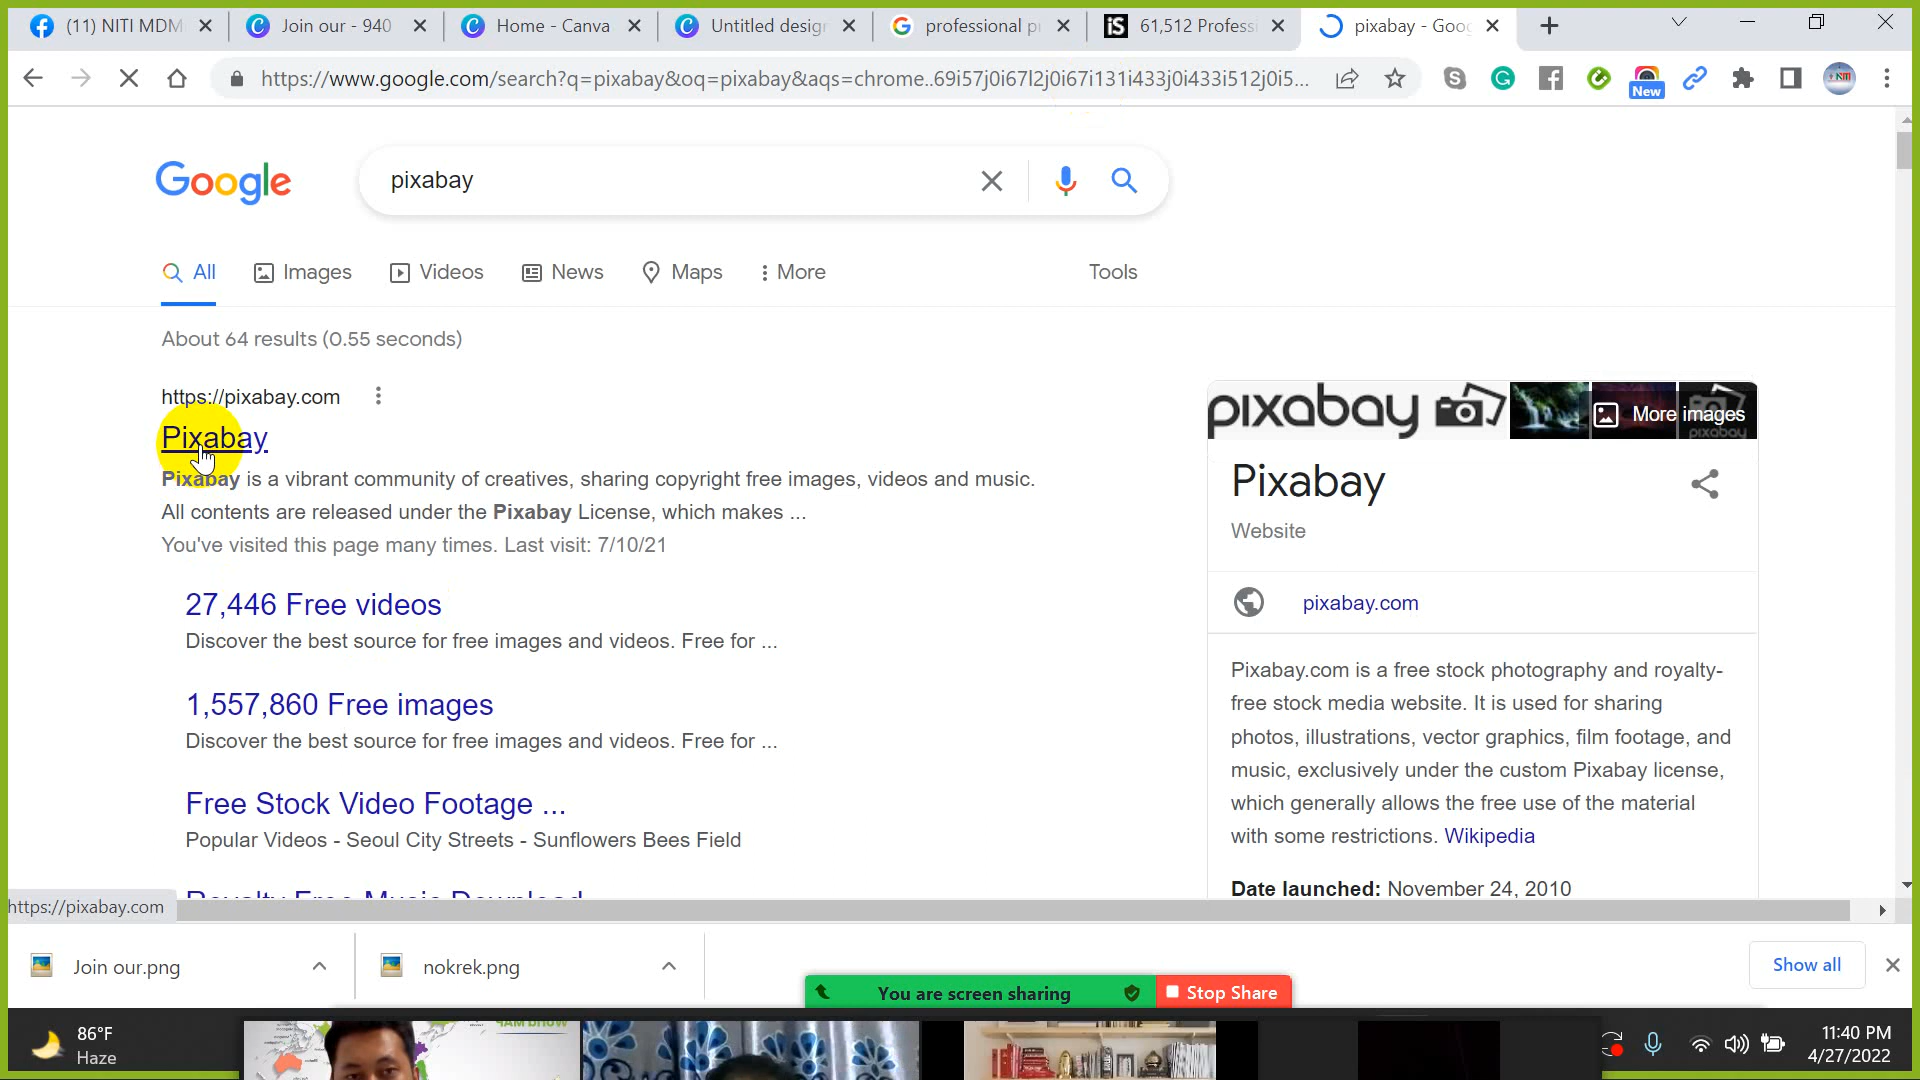 (11) NITI MDM
Join our - 940
Home - Canva
Untitled design
professional p
61,512 Professi
pixabay - Goog
https://www.google.com/search?q=pixabay&oq=pixabay&aqs=chrome..69i57j0i67l2j0i67i131i433j0i433i512j0i5...
New
Google
pixabay
All
Images
Videos
News
Maps
More
Tools
About 64 results (0.55 seconds)
https://pixabay.com
Pixabay
Pixabay is a vibrant community of creatives, sharing copyright free images, videos and music.
All contents are released under the Pixabay License, which makes ...
You've visited this page many times. Last visit: 7/10/21
27,446 Free videos
Discover the best source for free images and videos. Free for ...
1,557,860 Free images
Discover the best source for free images and videos. Free for ...
Free Stock Video Footage ...
Popular Videos - Seoul City Streets - Sunflowers Bees Field
Royalty Free Music Download
pixabay
More images
pixabay
Pixabay
Website
pixabay.com
Pixabay.com is a free stock photography and royalty-
free stock media website. It is used for sharing
photos, illustrations, vector graphics, film footage, and
music, exclusively under the custom Pixabay license,
which generally allows the free use of the material
with some restrictions. Wikipedia
Date launched: November 24, 2010
https://pixabay.com
Join our.png
nokrek.png
Show all
You are screen sharing
Stop Share
86°F
Haze
WORLD MAP
11:40 PM
4/27/2022